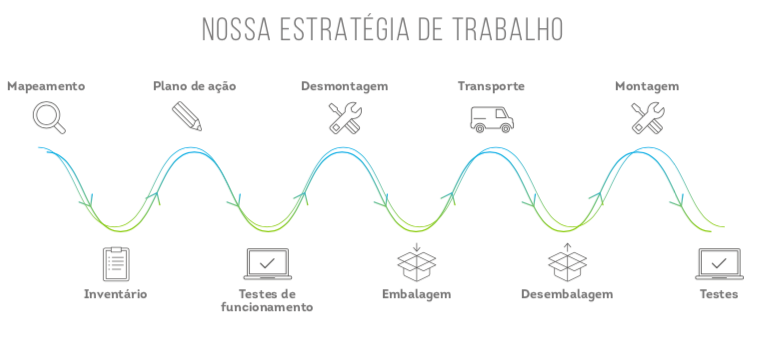 NOSSA ESTRATÉGIA DE TRABALHO
Mapeamento
Plano de ação
Desmontagem
Transporte
Montagem
Inventário
Testes de
funcionamento
Embalagem
Desembalagem
Testes